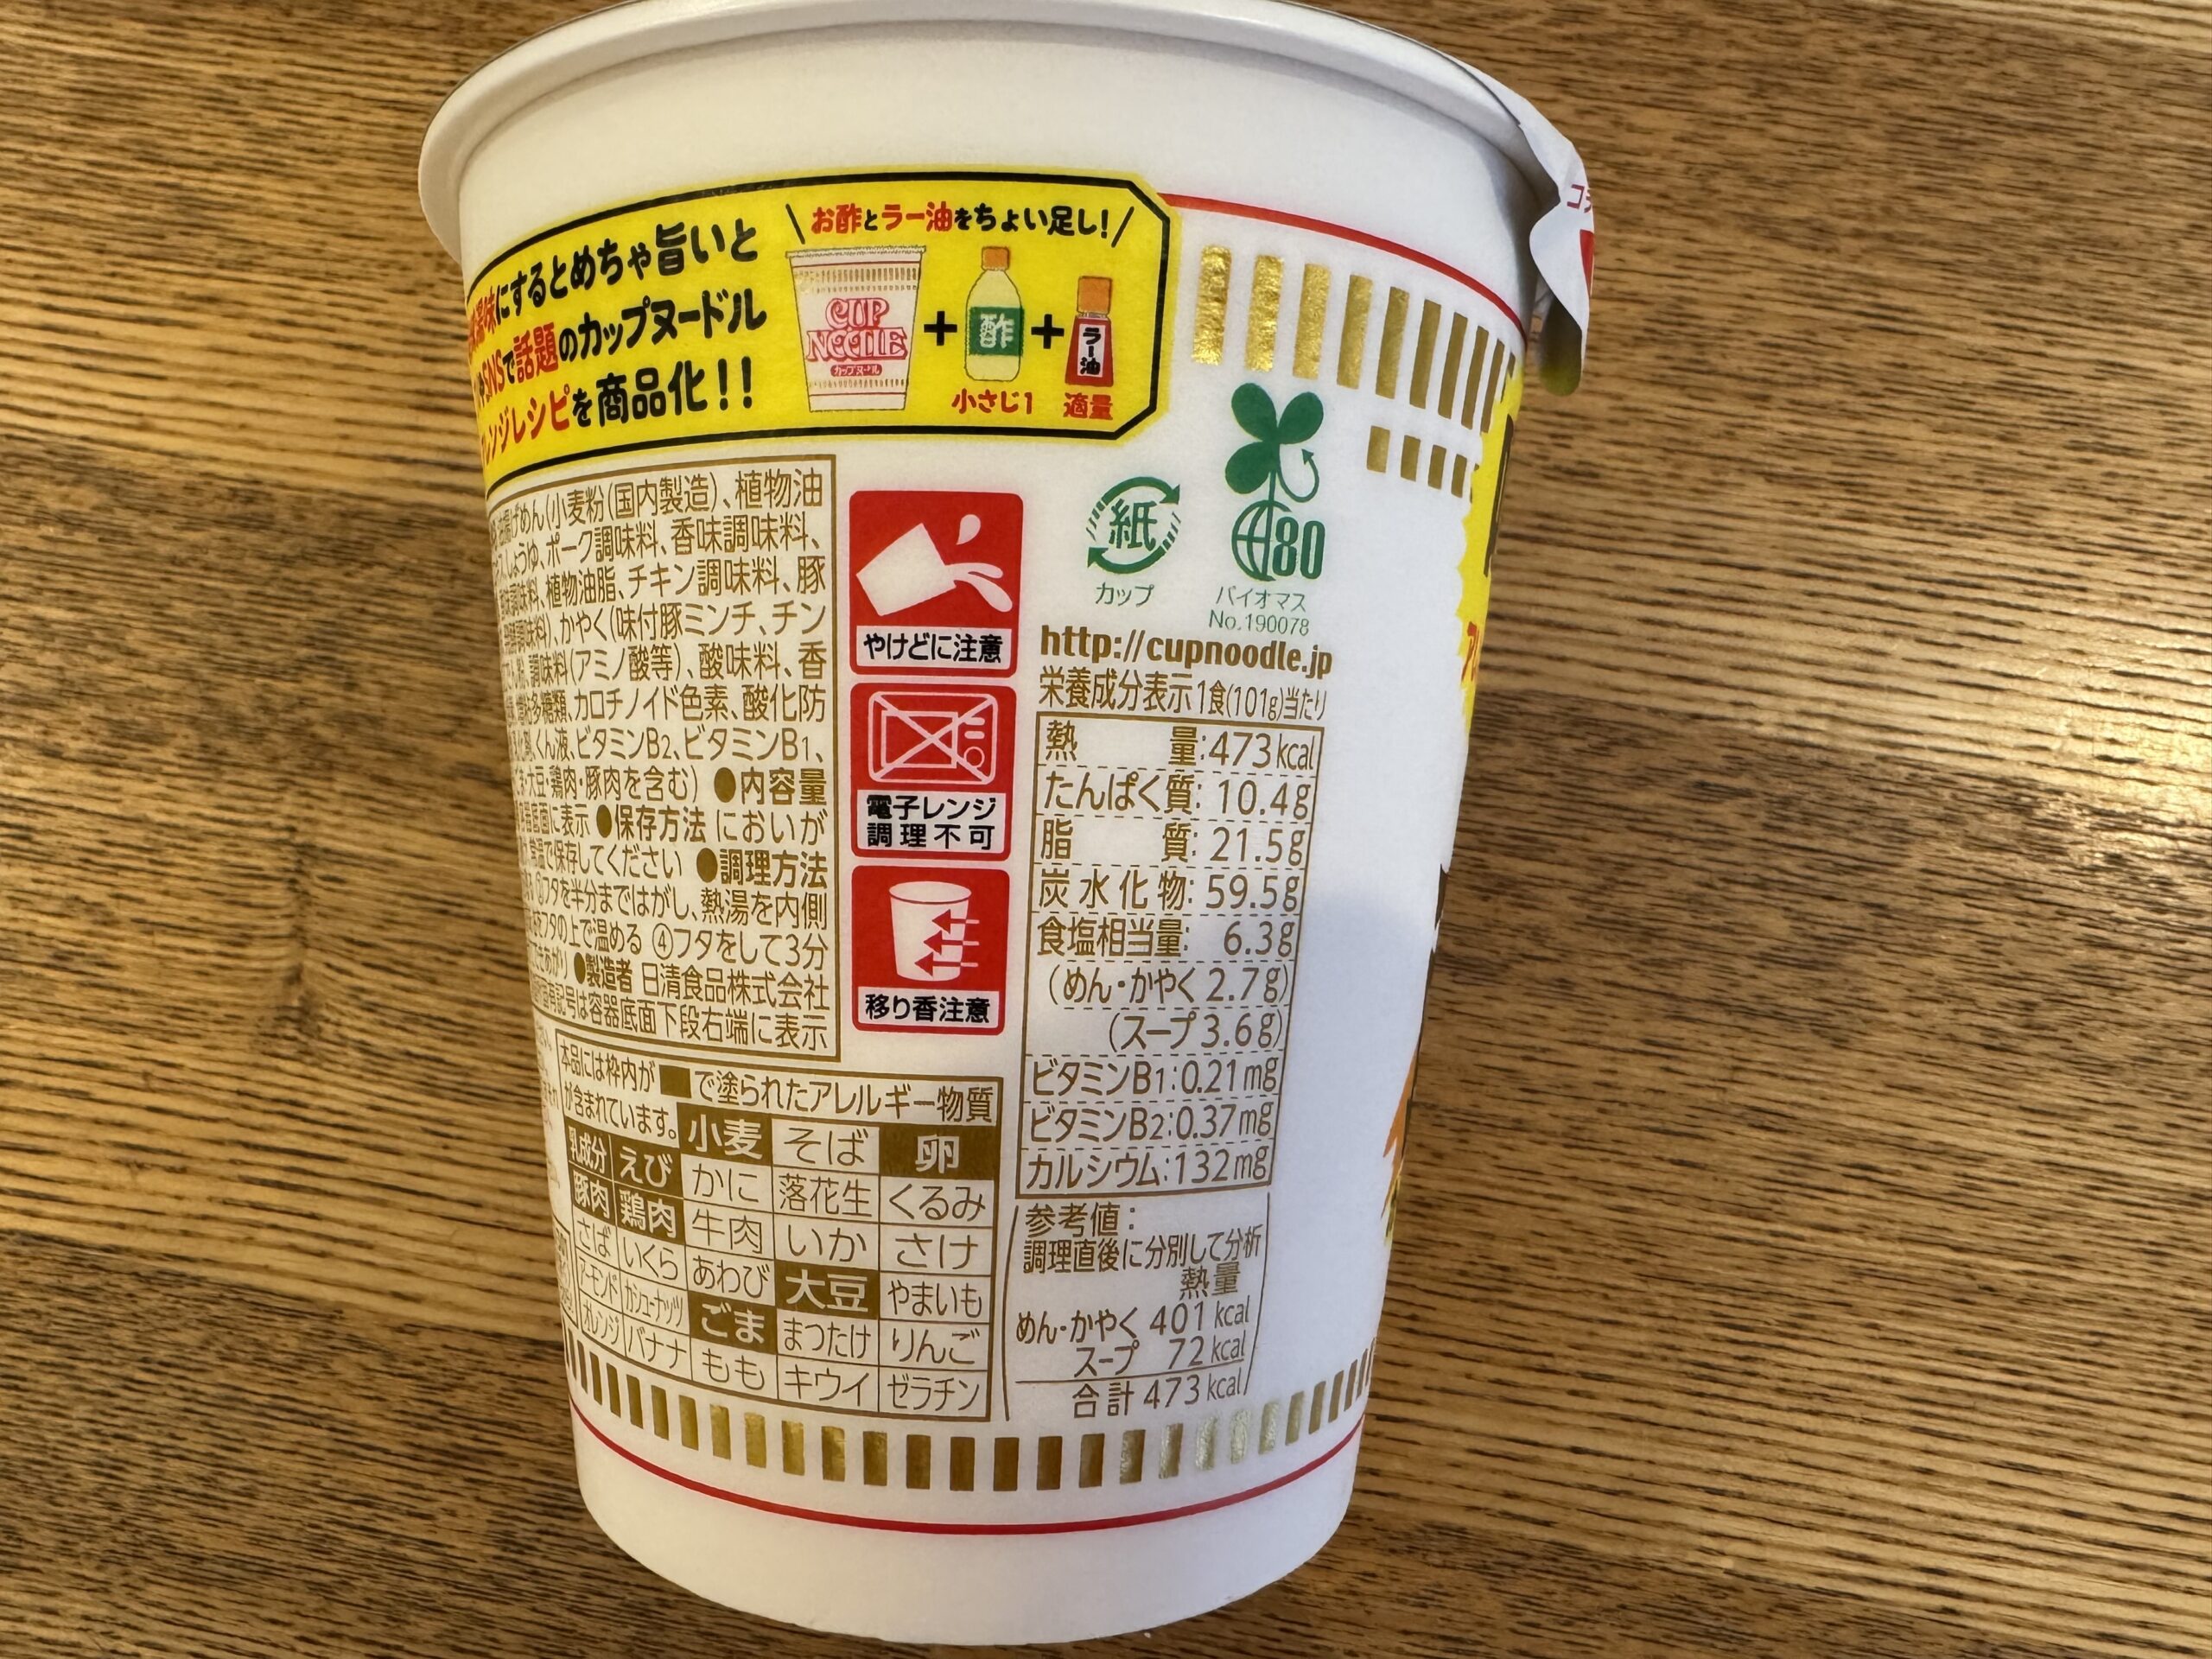 味にするとめちゃ旨いと
SNSで話題のカップヌードル
レンジレシピを商品化!!
\お酢とラー油をちょい足し!/
CUP
NOODLE
カップヌードル
+
酢
+
ラー油
小さじ1
適量
コ
めん(小麦粉(国内製造)、植物油
しょうゆ、ポーク調味料、香味調味料、
調味料、植物油脂、チキン調味料、豚
調味料)、かやく(味付豚ミンチ、チン
調味料(アミノ酸等)、酸味料、香
多糖類、カロチノイド色素、酸化防
くん液、ビタミンB2、ビタミンB1、
大豆・鶏肉・豚肉を含む) ●内容量
底面に表示 ●保存方法 においが
常温で保存してください ●調理方法
①フタを半分まではがし、熱湯を内側
フタの上で温める ④フタをして3分
●製造者 日清食品株式会社
記号は容器底面下段右端に表示
やけどに注意
電子レンジ
調理不可
移り香注意
紙
カップ
80
バイオマス
No.190078
http://cupnoodle.jp
栄養成分表示 1食(101g)当たり
熱量:473kcal
たんぱく質:10.4g
脂質:21.5g
炭水化物:59.5g
食塩相当量:6.3g
(めん・かやく2.7g)
(スープ3.6g)
ビタミンB1:0.21mg
ビタミンB2:0.37mg
カルシウム:132mg
参考値:
調理直後に分別して分析
熱量
めん・かやく 401kcal
スープ 72kcal
合計 473kcal
本品には枠内が■で塗られたアレルギー物質
が含まれています。
小麦 そば 卵
乳成分 えび かに 落花生 くるみ
豚肉 鶏肉 牛肉 いか さけ
さば いくら あわび 大豆 やまいも
アーモンド カシューナッツ ごま まつたけ りんご
オレンジ バナナ もも キウイ ゼラチン